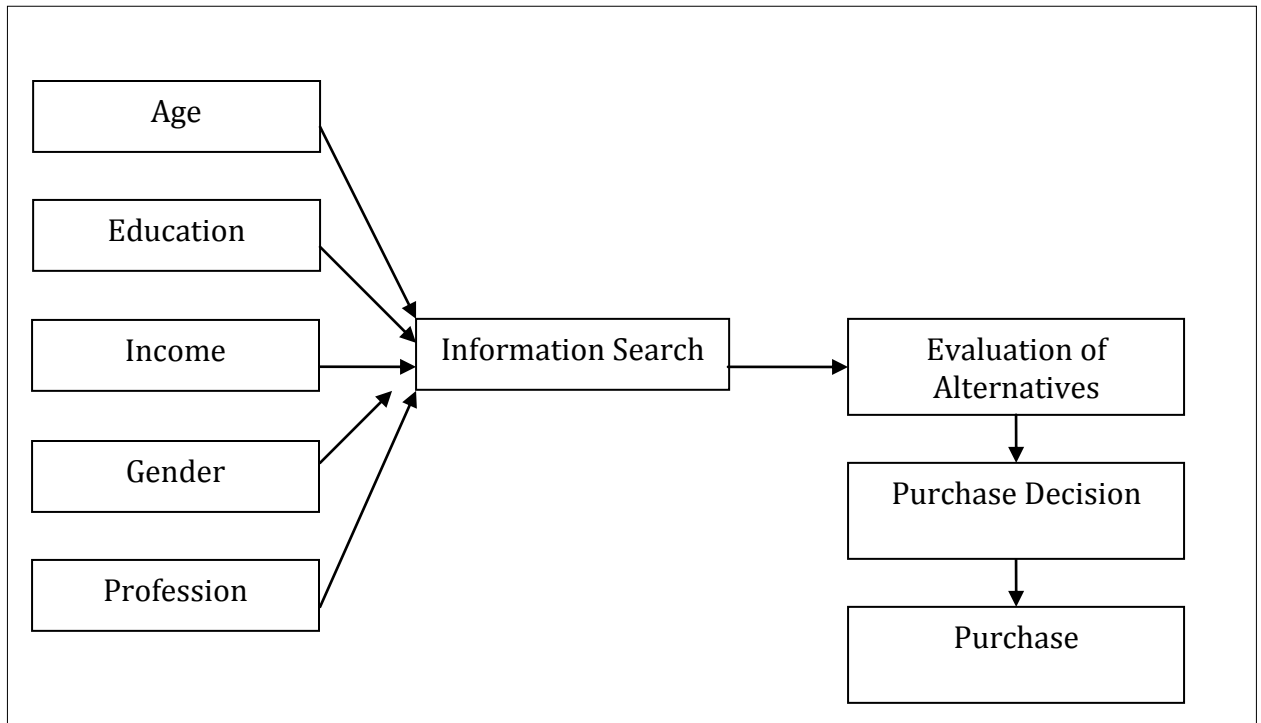 Age
Education
Income
Gender
Profession
Information Search
Evaluation of
Alternatives
Purchase Decision
Purchase